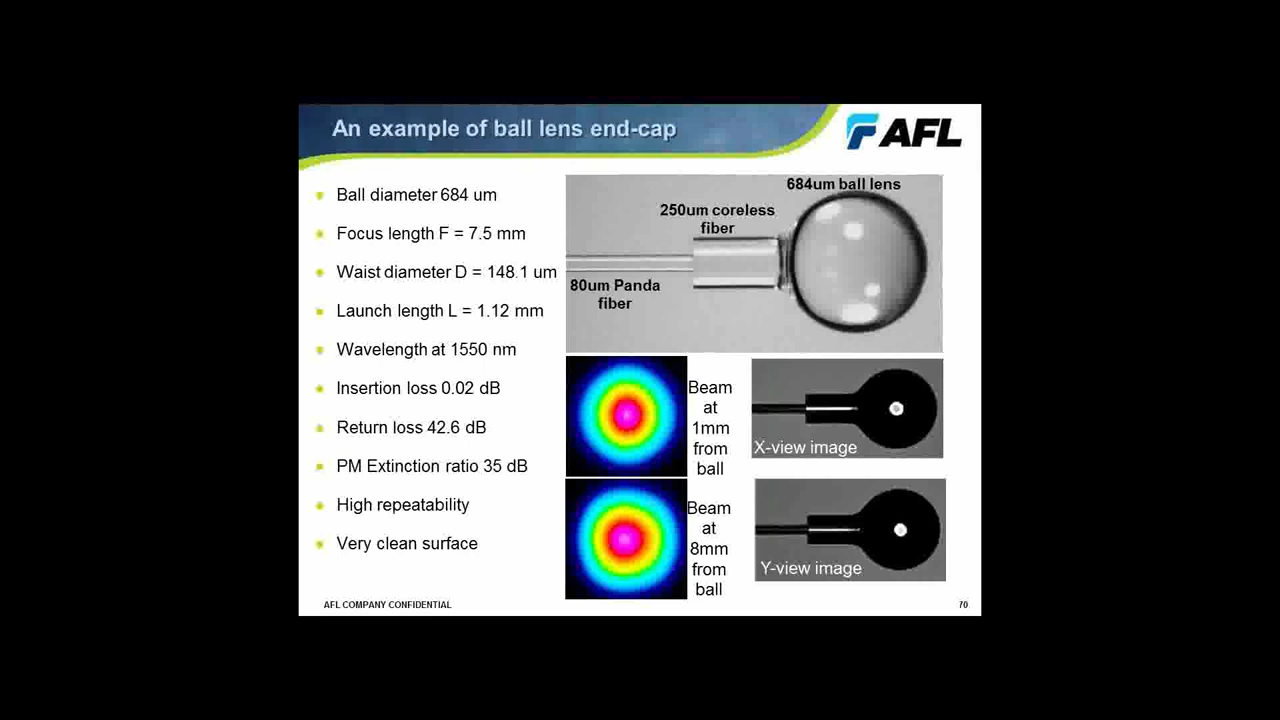 An example of ball lens end-cap
AFL
Ball diameter 684 um
Focus length F = 7.5 mm
Waist diameter D = 148.1 um
Launch length L = 1.12 mm
Wavelength at 1550 nm
Insertion loss 0.02 dB
Return loss 42.6 dB
PM Extinction ratio 35 dB
High repeatability
Very clean surface
684um ball lens
250um coreless
fiber
80um Panda
fiber
Beam
at
1mm
from
ball
X-view image
Beam
at
8mm
from
ball
Y-view image
AFL COMPANY CONFIDENTIAL
70